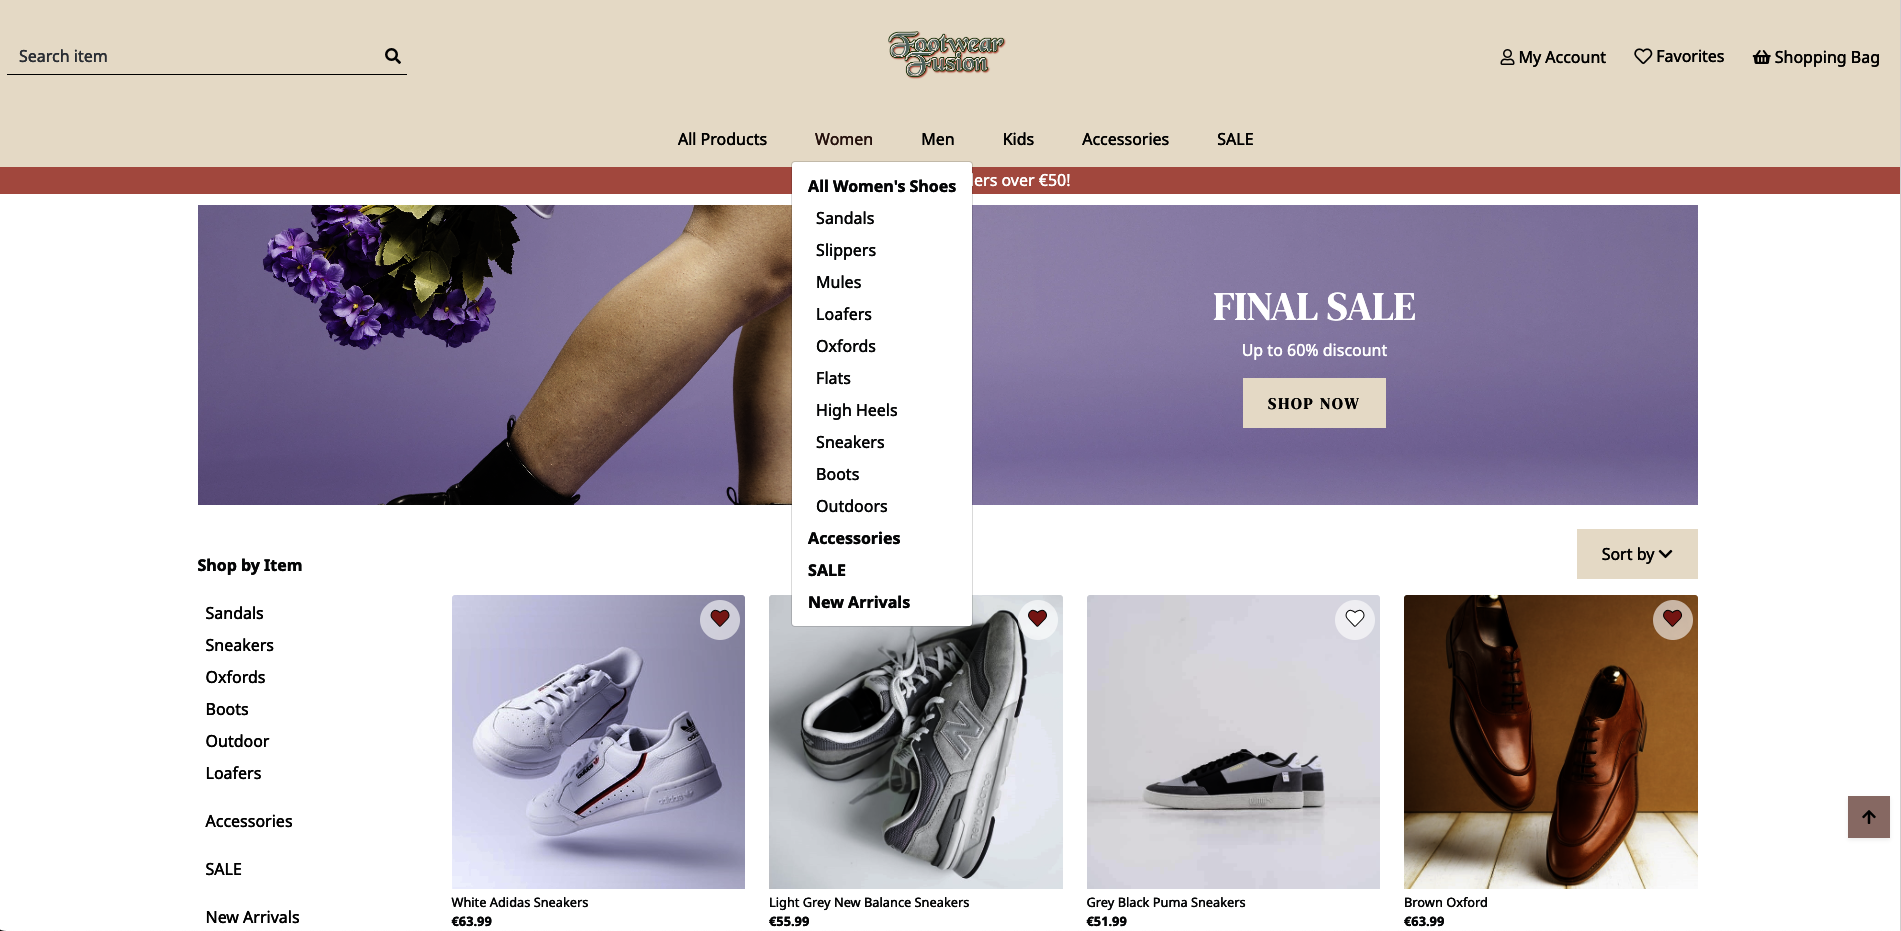 Search item
Footwear
Fusion
My Account
Favorites
Shopping Bag
All Products
Women
Men
Kids
Accessories
SALE
over €50!
All Women's Shoes
Sandals
Slippers
Mules
Loafers
Oxfords
Flats
High Heels
Sneakers
Boots
Outdoors
Accessories
SALE
New Arrivals
FINAL SALE
Up to 60% discount
SHOP NOW
Sort by
Shop by Item
Sandals
Sneakers
Oxfords
Boots
Outdoor
Loafers
Accessories
SALE
New Arrivals
White Adidas Sneakers
€63.99
Light Grey New Balance Sneakers
€55.99
Grey Black Puma Sneakers
€51.99
Brown Oxford
€63.99